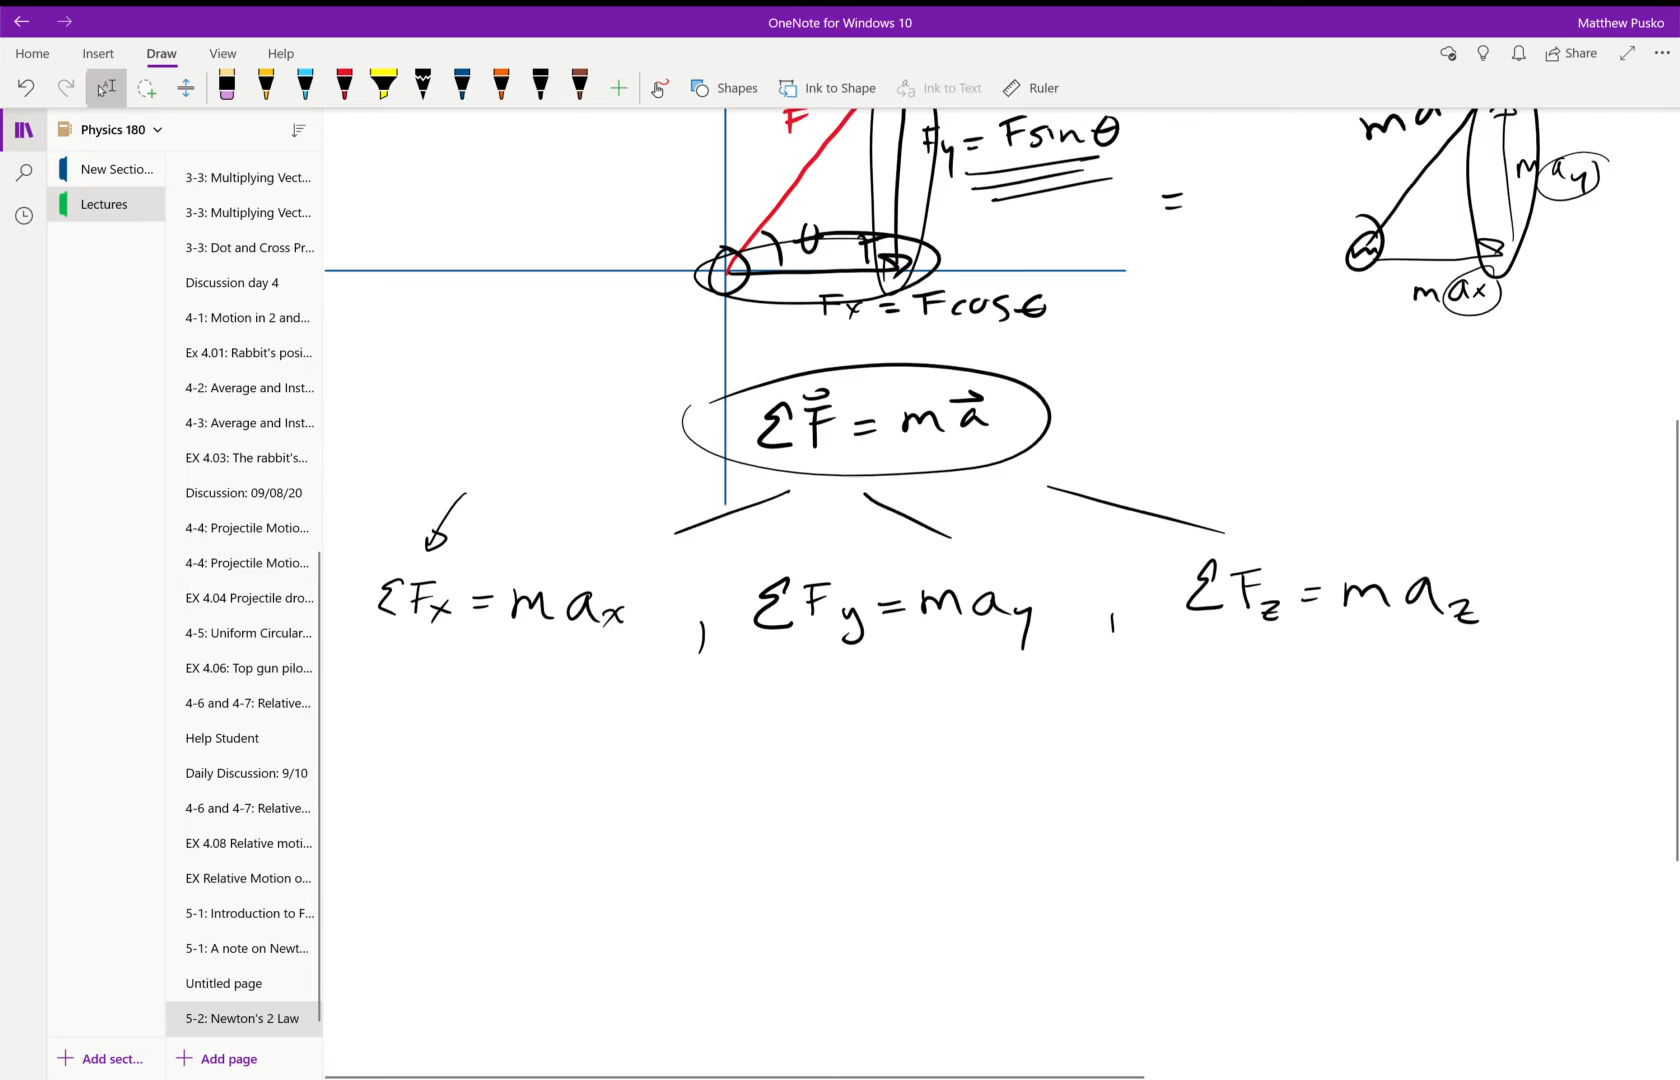 OneNote for Windows 10
Matthew Pusko
Home Insert Draw View Help
Share
Shapes Ink to Shape Ink to Text Ruler
Physics 180
New Sectio...
Lectures
3-3: Multiplying Vect...
3-3: Multiplying Vect...
3-3: Dot and Cross Pr...
Discussion day 4
4-1: Motion in 2 and...
Ex 4.01: Rabbit's posi...
4-2: Average and Inst...
4-3: Average and Inst...
EX 4.03: The rabbit's...
Discussion: 09/08/20
4-4: Projectile Motio...
4-4: Projectile Motio...
EX 4.04 Projectile dro...
4-5: Uniform Circular...
EX 4.06: Top gun pilo...
4-6 and 4-7: Relative...
Help Student
Daily Discussion: 9/10
4-6 and 4-7: Relative...
EX 4.08 Relative moti...
EX Relative Motion o...
5-1: Introduction to F...
5-1: A note on Newt...
Untitled page
5-2: Newton's 2 Law
Add sect...
Add page
F
Fy = F sin θ
=
ma
may
θ
Fx = F cos θ
max
Σ F⃗ = m a⃗
ΣFx = m ax , ΣFy = m ay , ΣFz = m az